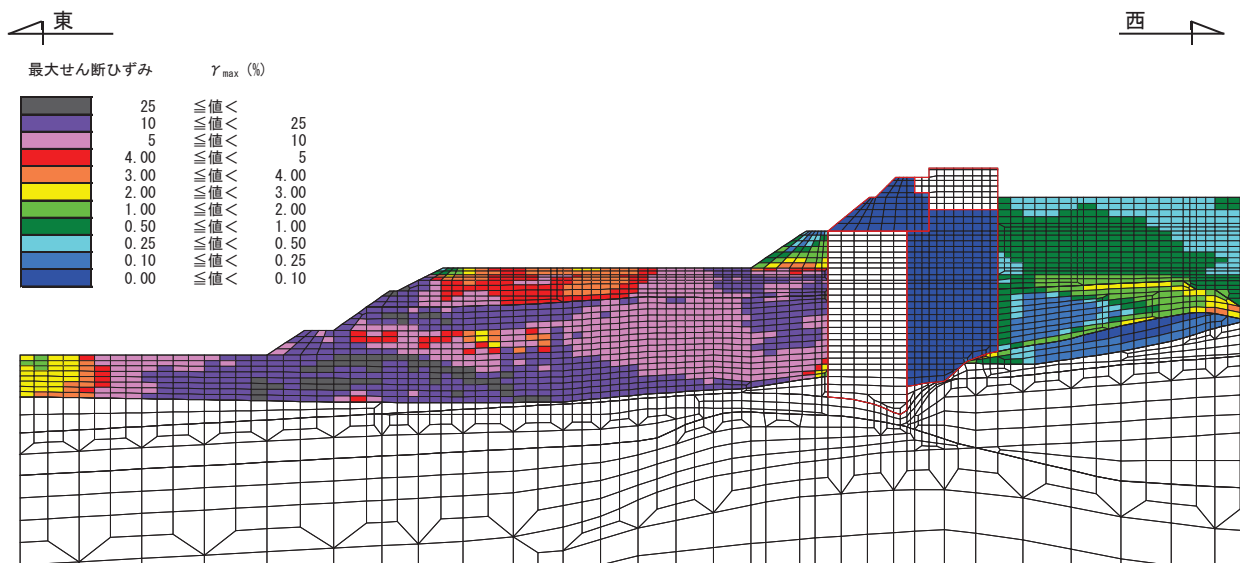 東 西
最大せん断ひずみ γmax (%)
25 ≦値<
10 ≦値< 25
5 ≦値< 10
4.00 ≦値< 5
3.00 ≦値< 4.00
2.00 ≦値< 3.00
1.00 ≦値< 2.00
0.50 ≦値< 1.00
0.25 ≦値< 0.50
0.10 ≦値< 0.25
0.00 ≦値< 0.10